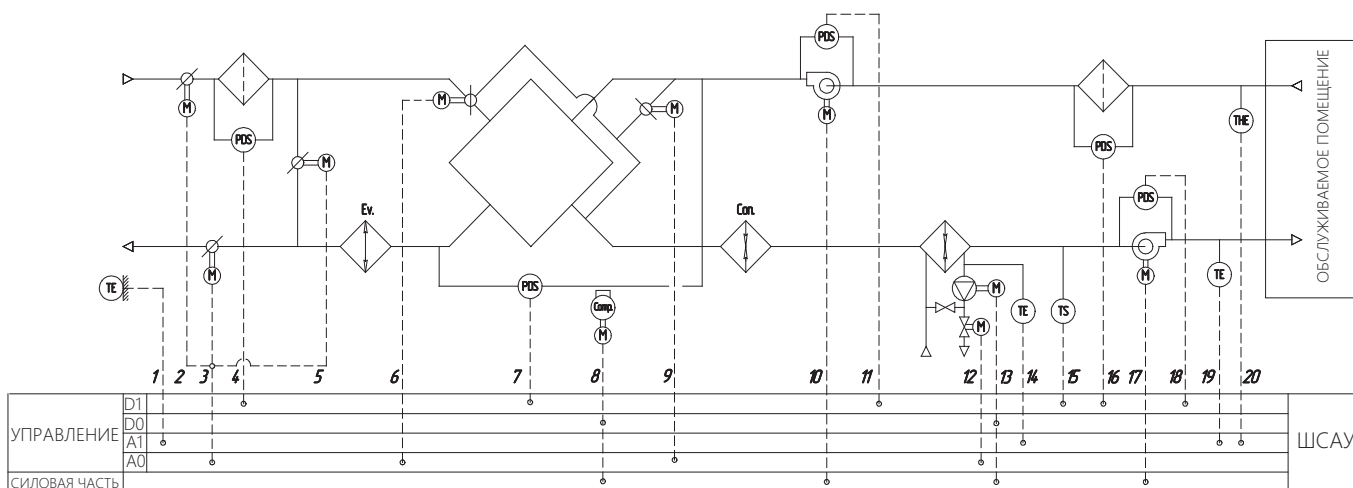 PDS
PDS
M
M
M
THE
M
PDS
PDS
M
PDS
Ev.
Con.
ОБСЛУЖИВАЕМОЕ ПОМЕЩЕНИЕ
M
M
TE
PDS
M
TE
Comp.
TE
TS
M
M
1 2 3 4 5 6 7 8 9 10 11 12 13 14 15 16 17 18 19 20
УПРАВЛЕНИЕ
D1
D0
A1
A0
ШСАУ
СИЛОВАЯ ЧАСТЬ